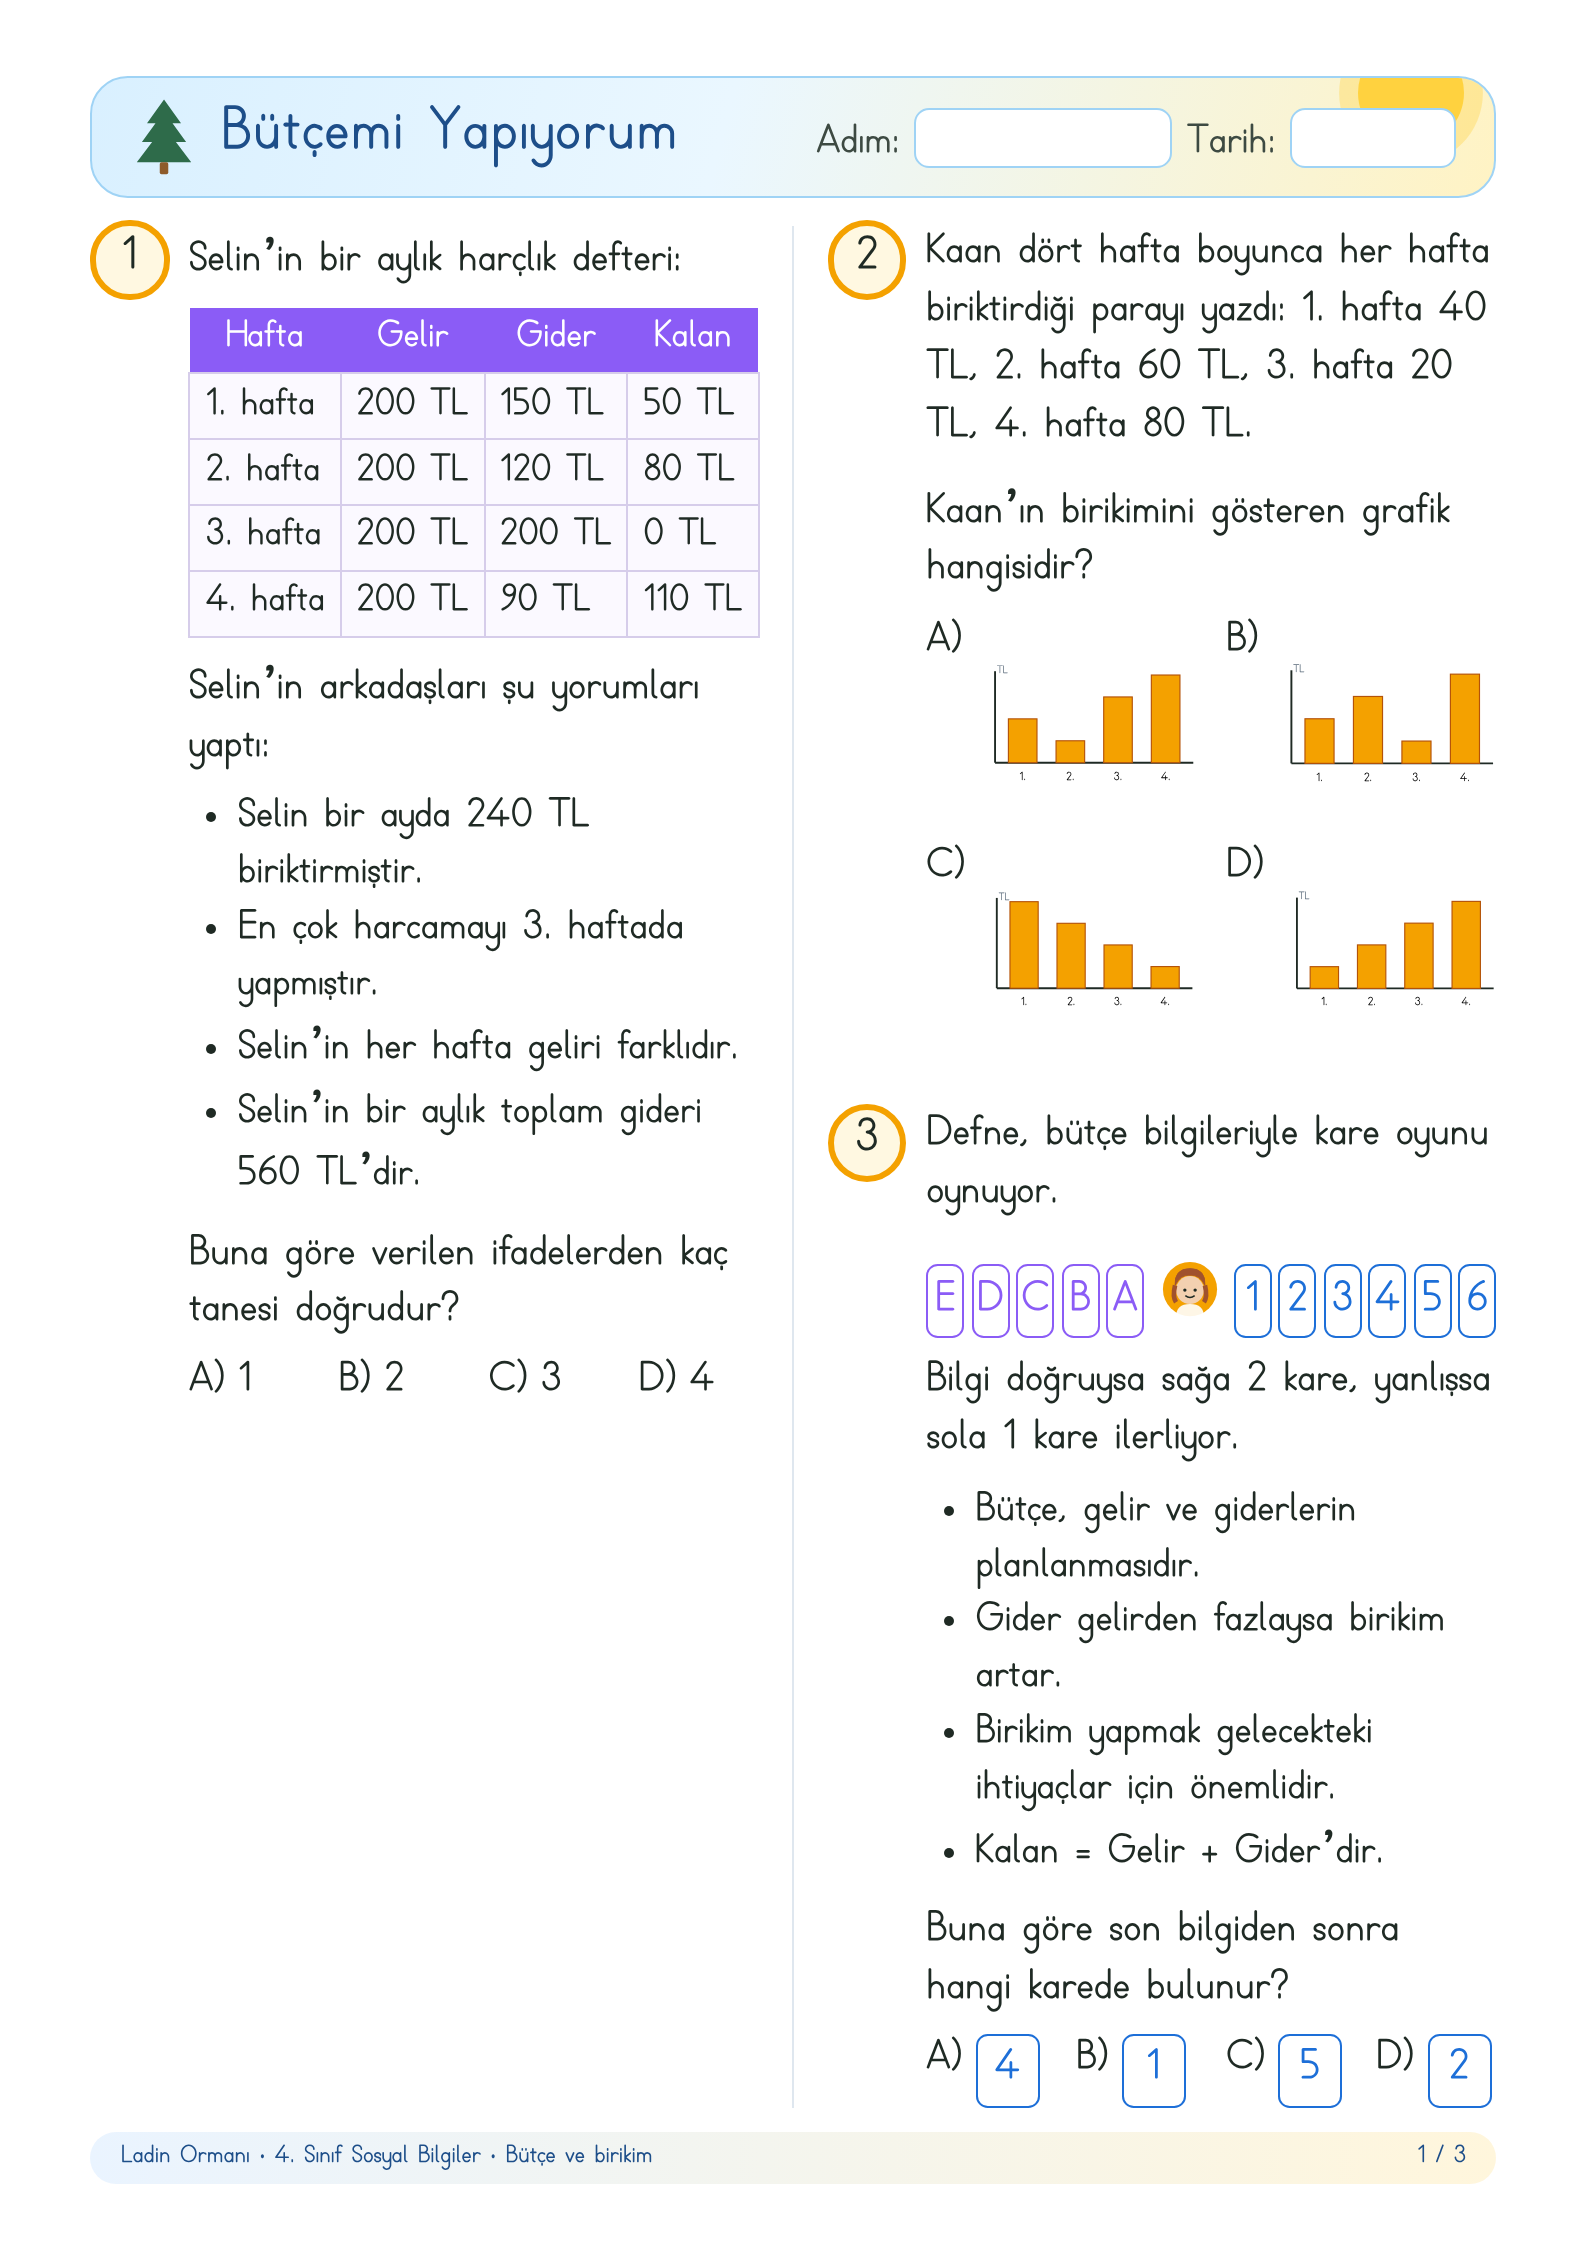 Bütçemi Yapıyorum
Adım:
Tarih:
1
Selin’in bir aylık harçlık defteri:
Hafta Gelir Gider Kalan
1. hafta 200 TL 150 TL 50 TL
2. hafta 200 TL 120 TL 80 TL
3. hafta 200 TL 200 TL 0 TL
4. hafta 200 TL 90 TL 110 TL
Selin’in arkadaşları şu yorumları
yaptı:
• Selin bir ayda 240 TL
biriktirmiştir.
• En çok harcamayı 3. haftada
yapmıştır.
• Selin’in her hafta geliri farklıdır.
• Selin’in bir aylık toplam gideri
560 TL’dir.
Buna göre verilen ifadelerden kaç
tanesi doğrudur?
A) 1 B) 2 C) 3 D) 4
2
Kaan dört hafta boyunca her hafta
biriktirdiği parayı yazdı: 1. hafta 40
TL, 2. hafta 60 TL, 3. hafta 20
TL, 4. hafta 80 TL.
Kaan’ın birikimini gösteren grafik
hangisidir?
A)
TL
1. 2. 3. 4.
B)
TL
1. 2. 3. 4.
C)
TL
1. 2. 3. 4.
D)
TL
1. 2. 3. 4.
3
Defne, bütçe bilgileriyle kare oyunu
oynuyor.
E D C B A 1 2 3 4 5 6
Bilgi doğruysa sağa 2 kare, yanlışsa
sola 1 kare ilerliyor.
• Bütçe, gelir ve giderlerin
planlanmasıdır.
• Gider gelirden fazlaysa birikim
artar.
• Birikim yapmak gelecekteki
ihtiyaçlar için önemlidir.
• Kalan = Gelir + Gider’dir.
Buna göre son bilgiden sonra
hangi karede bulunur?
A) 4 B) 1 C) 5 D) 2
Ladin Ormanı • 4. Sınıf Sosyal Bilgiler • Bütçe ve birikim
1 / 3